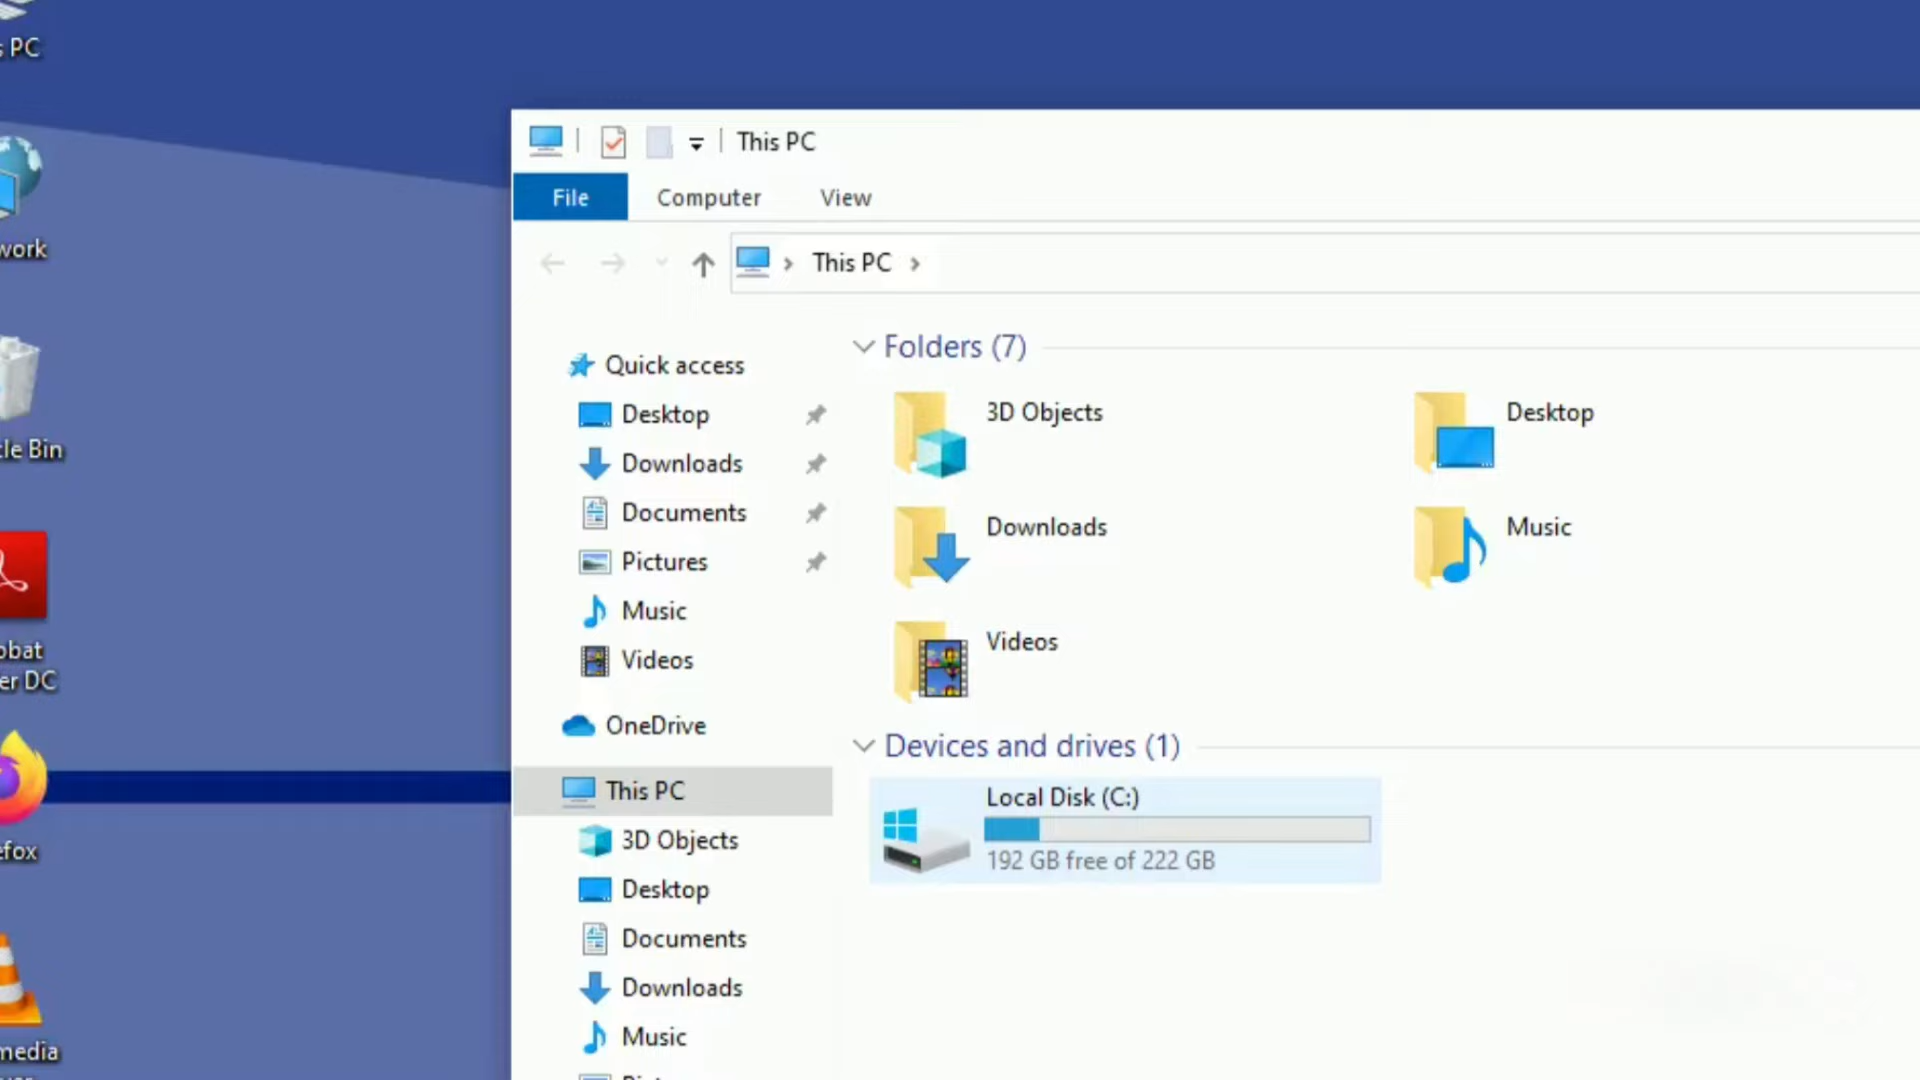 s PC
work
cle Bin
obat
er DC
efox
media
This PC
File
Computer
View
This PC
Quick access
Desktop
Downloads
Documents
Pictures
Music
Videos
OneDrive
This PC
3D Objects
Desktop
Documents
Downloads
Music
Folders (7)
3D Objects
Desktop
Downloads
Music
Videos
Devices and drives (1)
Local Disk (C:)
192 GB free of 222 GB